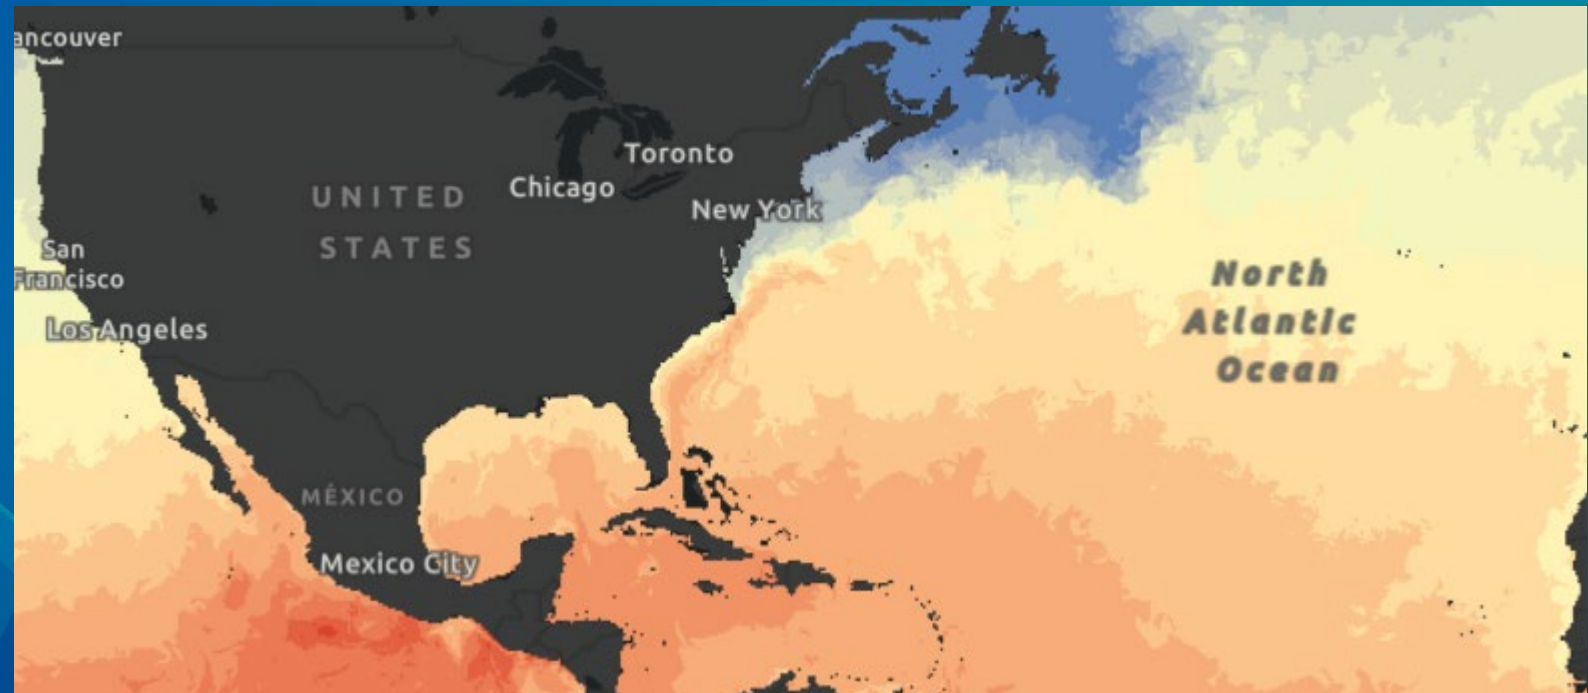 ancouver
Toronto
Chicago
UNITED
STATES
New York
San
Francisco
Los Angeles
North
Atlantic
Ocean
MÉXICO
Mexico City